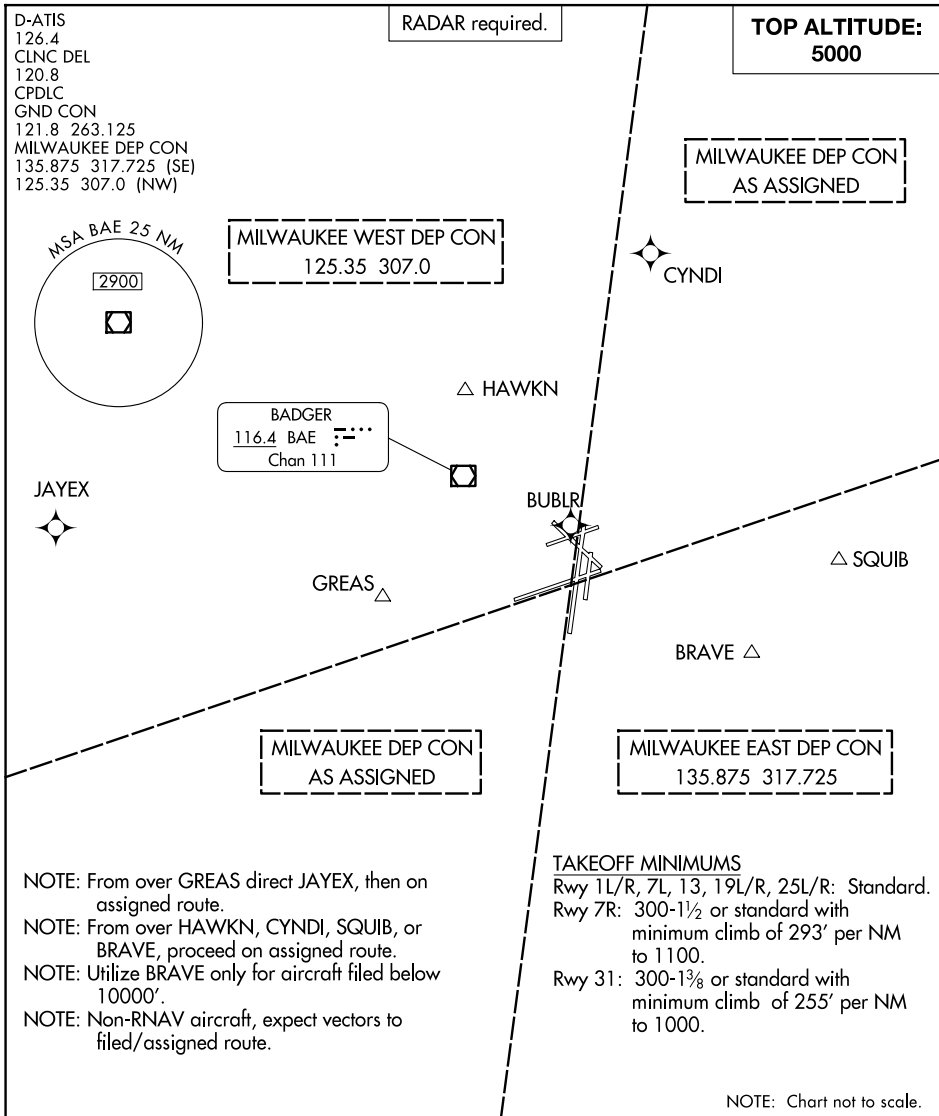 D-ATIS
126.4
CLNC DEL
120.8
CPDLC
GND CON
121.8 263.125
MILWAUKEE DEP CON
135.875 317.725 (SE)
125.35 307.0 (NW)
RADAR required.
TOP ALTITUDE:
5000
MILWAUKEE DEP CON
AS ASSIGNED
MSA BAE 25 NM
2900
MILWAUKEE WEST DEP CON
125.35 307.0
CYNDI
HAWKN
BADGER
116.4 BAE
Chan 111
JAYEX
BUBLR
GREAS
SQUIB
BRAVE
MILWAUKEE DEP CON
AS ASSIGNED
MILWAUKEE EAST DEP CON
135.875 317.725
NOTE: From over GREAS direct JAYEX, then on
assigned route.
NOTE: From over HAWKN, CYNDI, SQUIB, or
BRAVE, proceed on assigned route.
NOTE: Utilize BRAVE only for aircraft filed below
10000'.
NOTE: Non-RNAV aircraft, expect vectors to
filed/assigned route.
TAKEOFF MINIMUMS
Rwy 1L/R, 7L, 13, 19L/R, 25L/R: Standard.
Rwy 7R: 300-1½ or standard with
minimum climb of 293' per NM
to 1100.
Rwy 31: 300-1⅜ or standard with
minimum climb of 255' per NM
to 1000.
NOTE: Chart not to scale.